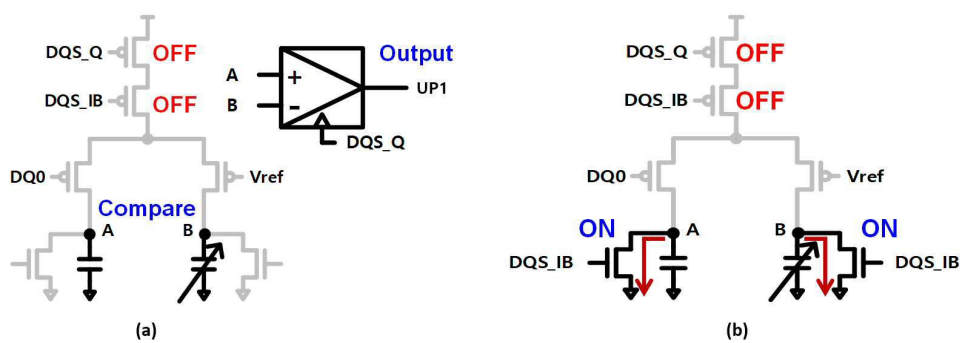 DQS_Q
OFF
DQS_IB
OFF
DQ0
Vref
Compare
A
B
Output
A
+
B
-
UP1
DQS_Q
(a)
DQS_Q
OFF
DQS_IB
OFF
DQ0
Vref
ON
A
B
ON
DQS_IB
DQS_IB
(b)